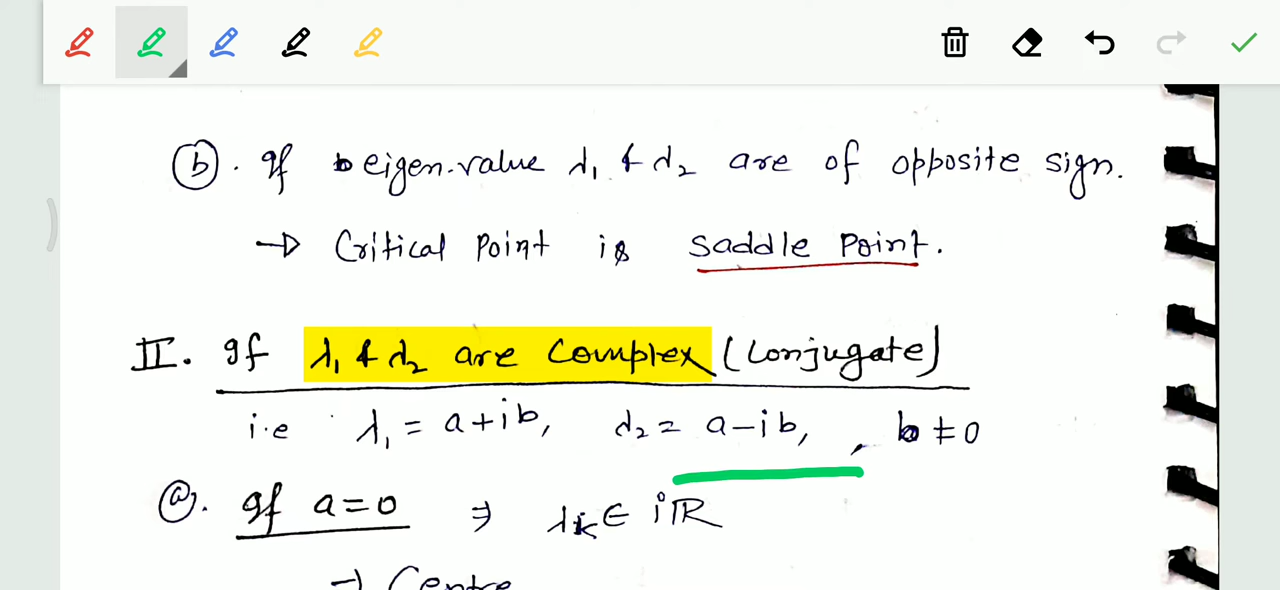 (b). If eigen.value λ₁ & λ₂ are of opposite sign.
→ Critical Point is Saddle Point.
II. If λ₁ & λ₂ are Complex (Conjugate)
i.e λ₁ = a+ib, λ₂ = a-ib, , b ≠ 0
(a). If a=0 ⇒ λₖ ∈ iℝ
→ Centre